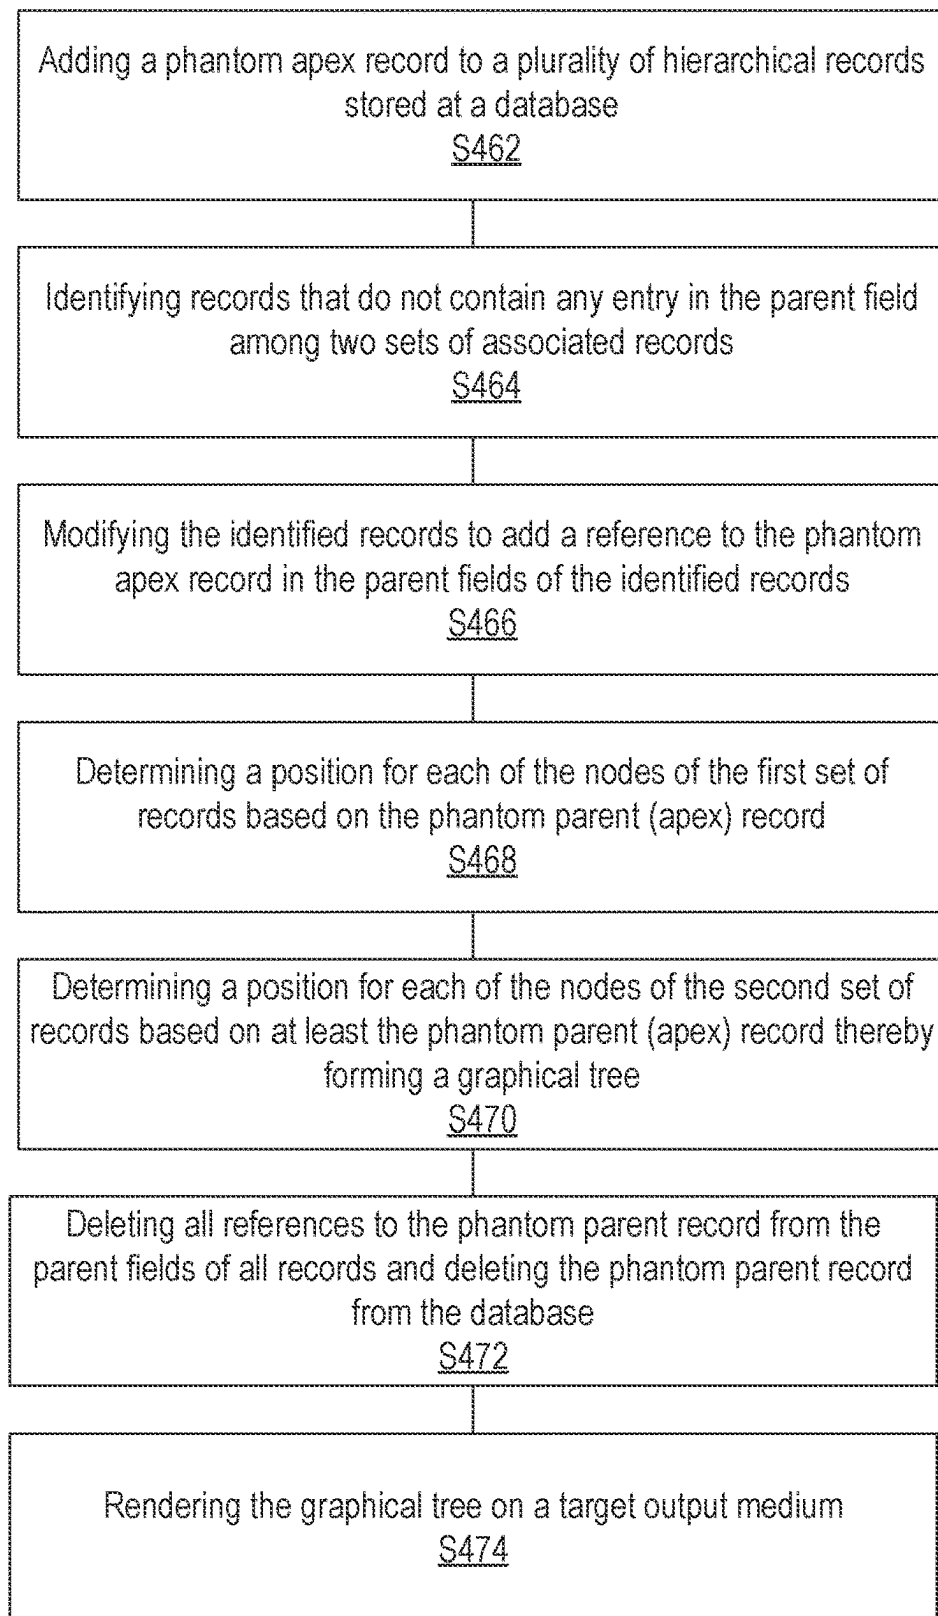 Adding a phantom apex record to a plurality of hierarchical records
stored at a database
S462
Identifying records that do not contain any entry in the parent field
among two sets of associated records
S464
Modifying the identified records to add a reference to the phantom
apex record in the parent fields of the identified records
S466
Determining a position for each of the nodes of the first set of
records based on the phantom parent (apex) record
S468
Determining a position for each of the nodes of the second set of
records based on at least the phantom parent (apex) record thereby
forming a graphical tree
S470
Deleting all references to the phantom parent record from the
parent fields of all records and deleting the phantom parent record
from the database
S472
Rendering the graphical tree on a target output medium
S474